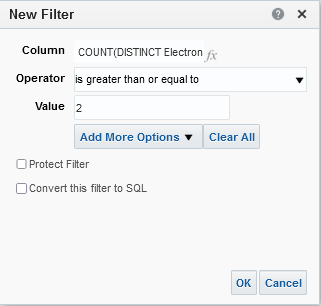 New Filter
Column COUNT(DISTINCT Electron fx
Operator is greater than or equal to
Value 2
Add More Options Clear All
Protect Filter
Convert this filter to SQL
OK Cancel